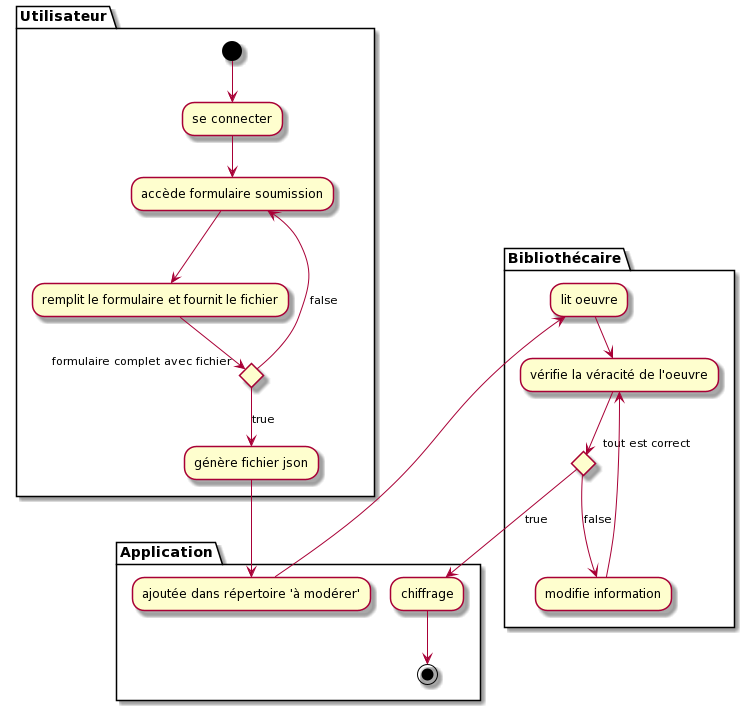 Utilisateur
se connecter
accède formulaire soumission
remplit le formulaire et fournit le fichier
false
formulaire complet avec fichier
true
génère fichier json
Bibliothécaire
lit oeuvre
vérifie la véracité de l'oeuvre
tout est correct
true
false
modifie information
Application
ajoutée dans répertoire 'à modérer'
chiffrage